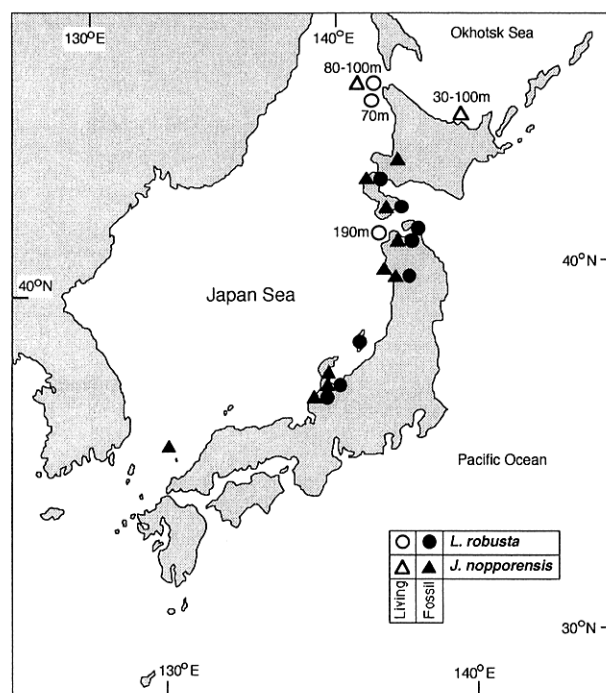 130°E
140°E
Okhotsk Sea
80-100m
30-100m
70m
190m
40°N
40°N
Japan Sea
Pacific Ocean
L. robusta
J. nopporensis
Living
Fossil
30°N
130°E
140°E